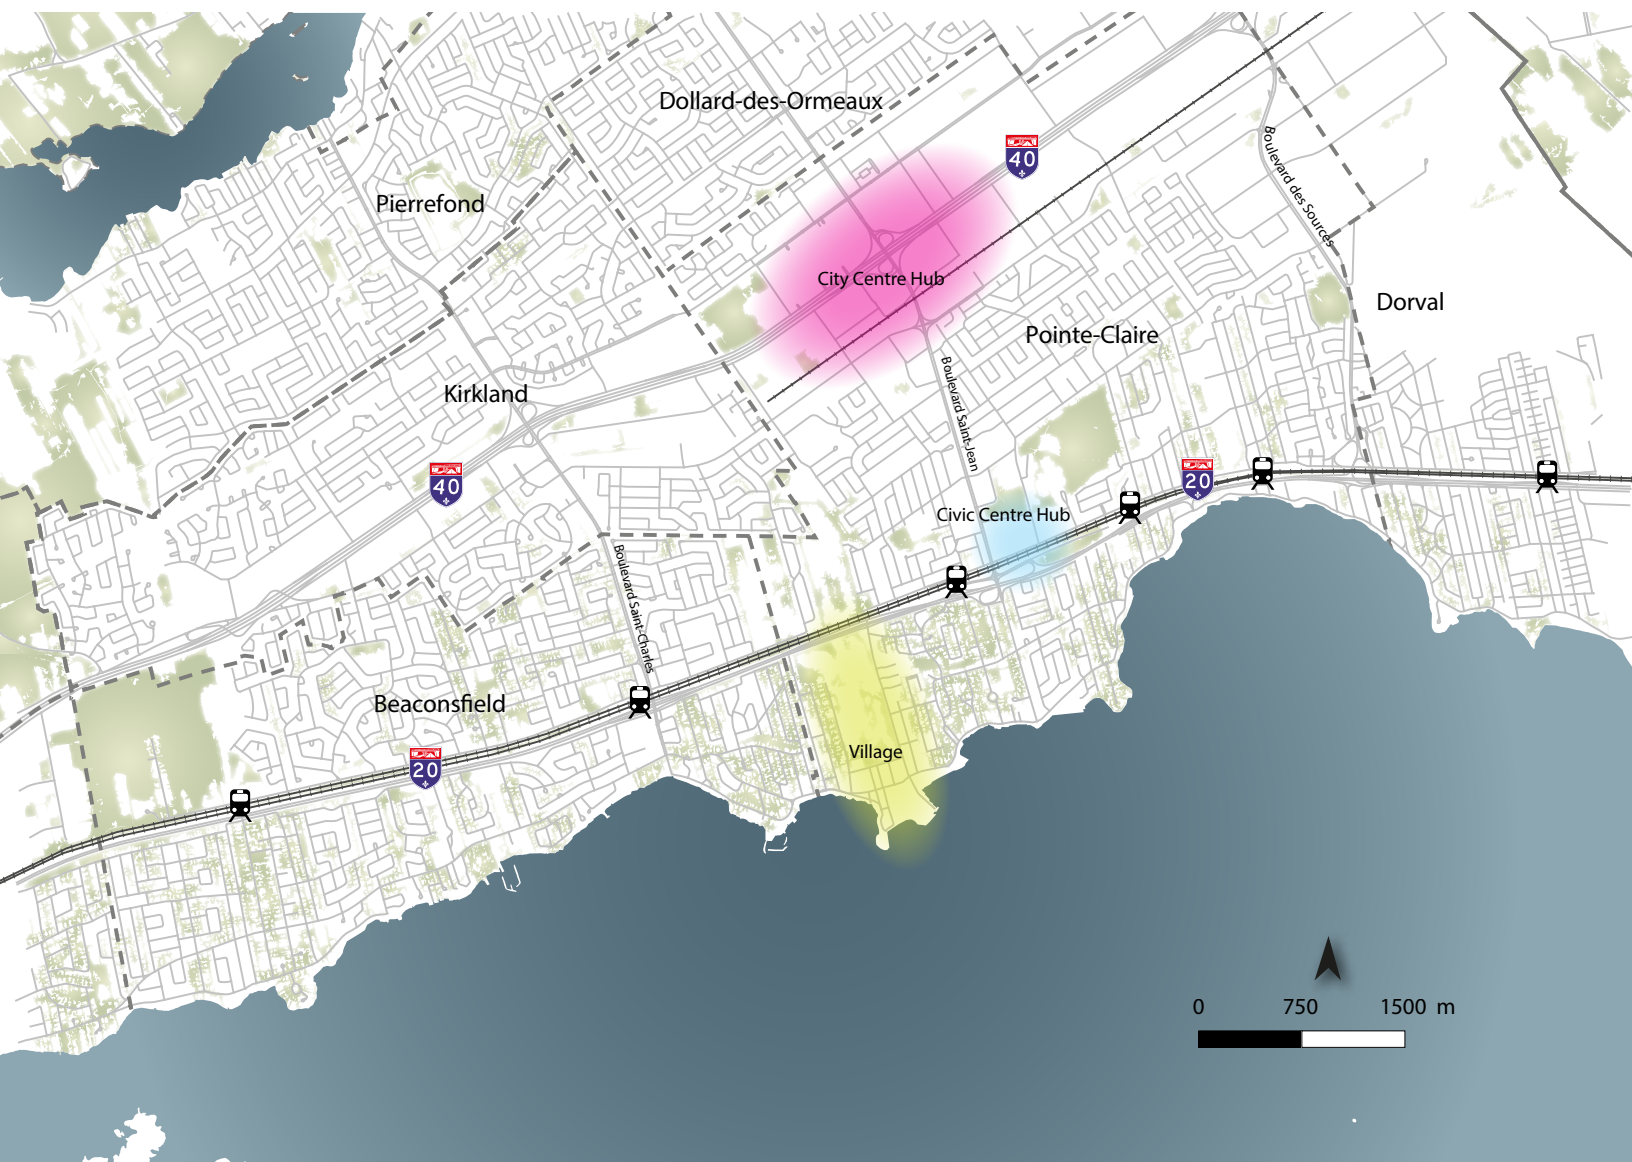 Dollard-des-Ormeaux
40
Boulevard des Sources
Pierrefond
City Centre Hub
Dorval
Pointe-Claire
Kirkland
Boulevard Saint-Jean
40
20
Civic Centre Hub
Boulevard Saint-Charles
Beaconsfield
Village
20
0 750 1500 m